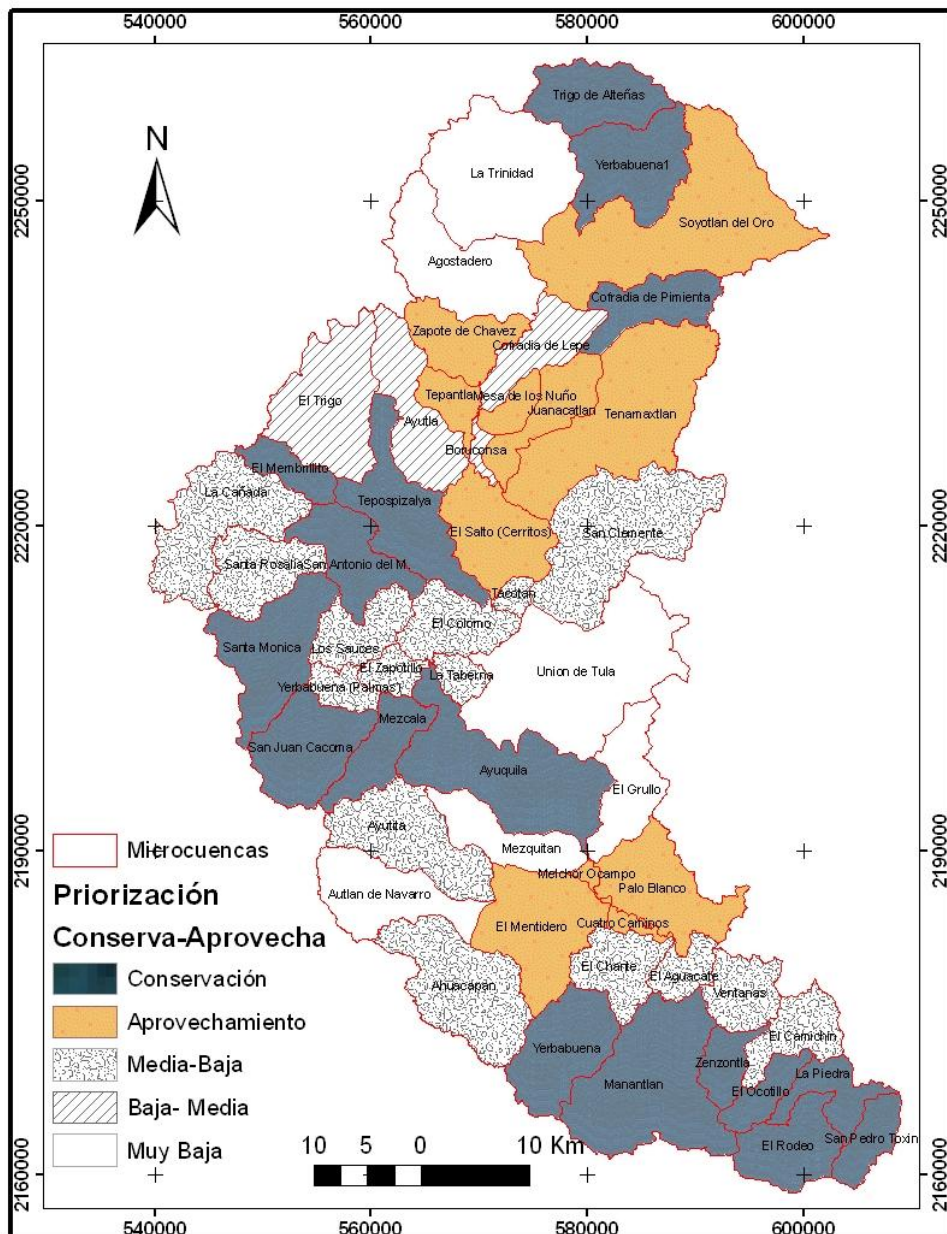 540000 560000 580000 600000
N
2250000
2250000
2220000
2220000
2190000
2190000
2160000
2160000
Trigo de Alteñas
Yerbabuena1
La Trinidad
Soyotlan del Oro
Agostadero
Cofradia de Pimienta
Zapote de Chavez
Cofradia de Lepe
El Trigo
Tepantla
Mesa de los Nuño
Juanacatlan
Tenamaxtlan
Ayutla
Boruconsa
El Membrillito
La Cañada
Tepospizalya
El Salto (Cerritos)
San Clemente
Santa Rosalia
San Antonio del M.
Tacotan
El Colomo
Santa Monica
Los Sauces
El Zapotillo
La Taberna
Union de Tula
Yerbabuena (Palmas)
Mezcala
San Juan Cacoma
Ayuquila
El Grullo
Ayutita
Mezquitan
Melchor Ocampo
Palo Blanco
Autlan de Navarro
El Mentidero
Cuatro Caminos
El Chante
El Aguacate
Ahuacapan
Ventanas
El Camichin
Yerbabuena
Manantlan
Zenzontla
La Piedra
El Ocotillo
El Rodeo
San Pedro Toxin
Microcuencas
Priorización
Conserva-Aprovecha
Conservación
Aprovechamiento
Media-Baja
Baja- Media
Muy Baja
10 5 0 10 Km
540000 560000 580000 600000